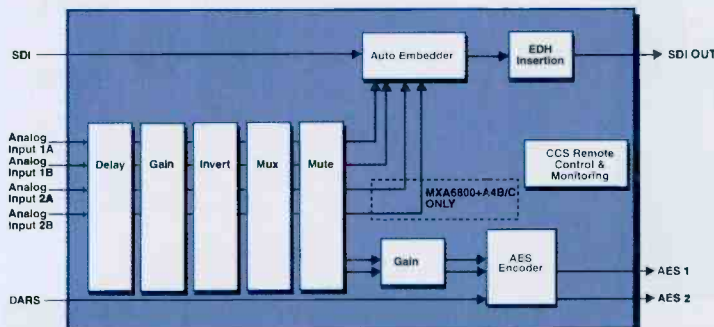 SDI
Auto Embedder
EDH
Insertion
SDI OUT
Analog
Input 1A
Analog
Input 1B
Analog
Input 2A
Analog
Input 2B
Delay
Gain
Invert
Mux
Mute
CCS Remote
Control &
Monitoring
MXA6800+A4B/C
ONLY
Gain
AES
Encoder
AES 1
AES 2
DARS